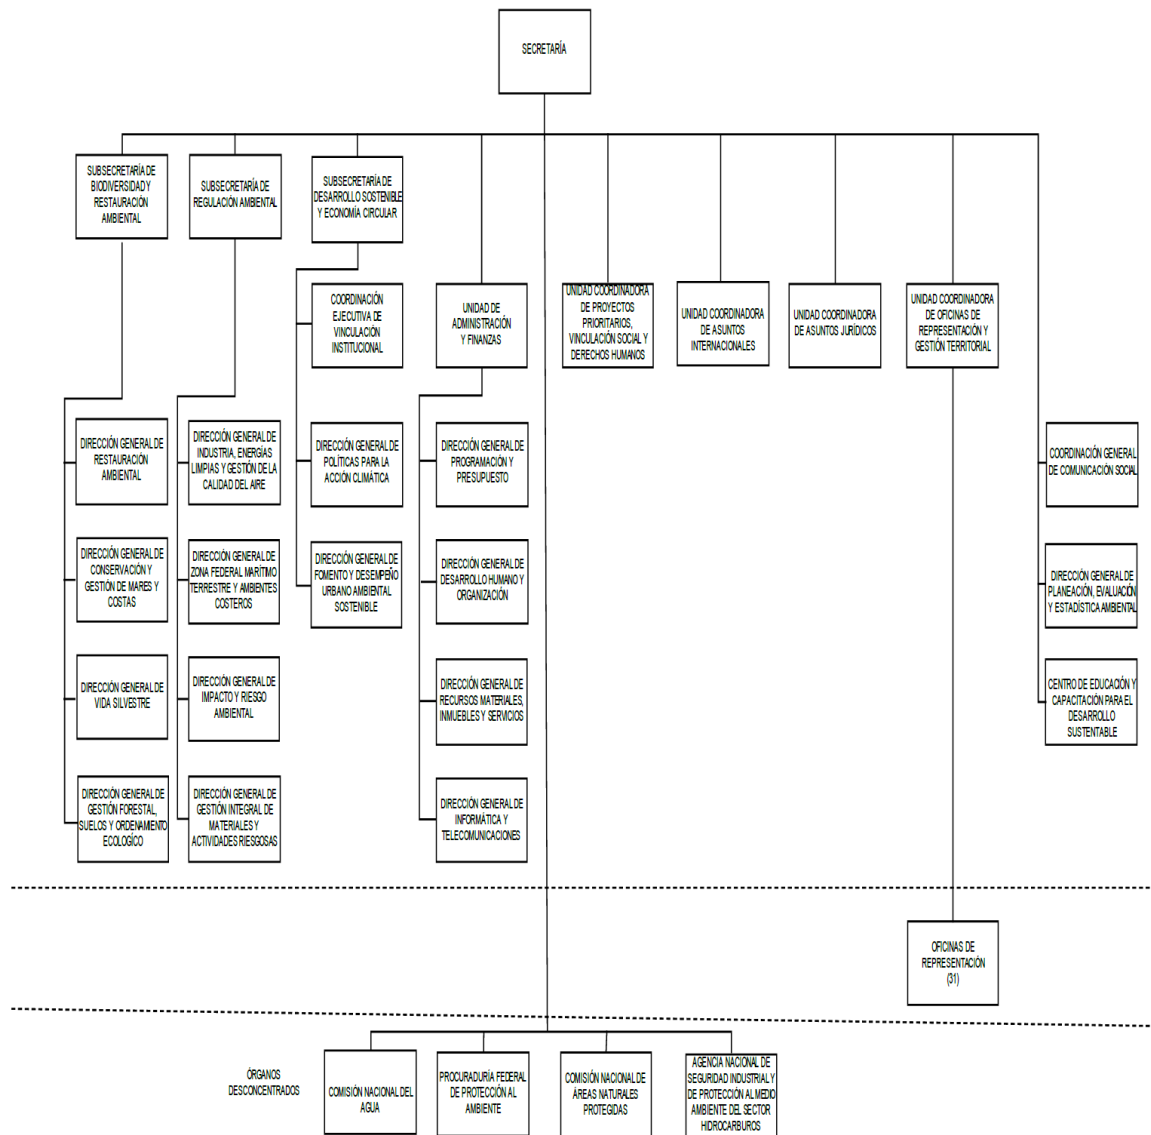 SECRETARÍA
SUBSECRETARÍA DE
BIODIVERSIDAD Y
RESTAURACIÓN
AMBIENTAL
SUBSECRETARÍA DE
REGULACIÓN AMBIENTAL
SUBSECRETARÍA DE
DESARROLLO SOSTENIBLE
Y ECONOMÍA CIRCULAR
COORDINACIÓN
EJECUTIVA DE
VINCULACIÓN
INSTITUCIONAL
UNIDAD DE
ADMINISTRACIÓN
Y FINANZAS
UNIDAD COORDINADORA
DE PROYECTOS
PRIORITARIOS,
VINCULACIÓN SOCIAL Y
DERECHOS HUMANOS
UNIDAD COORDINADORA
DE ASUNTOS
INTERNACIONALES
UNIDAD COORDINADORA
DE ASUNTOS JURÍDICOS
UNIDAD COORDINADORA
DE OFICINAS DE
REPRESENTACIÓN Y
GESTIÓN TERRITORIAL
DIRECCIÓN GENERAL DE
RESTAURACIÓN
AMBIENTAL
DIRECCIÓN GENERAL DE
INDUSTRIA, ENERGÍAS
LIMPIAS Y GESTIÓN DE LA
CALIDAD DEL AIRE
DIRECCIÓN GENERAL DE
POLÍTICAS PARA LA
ACCIÓN CLIMÁTICA
DIRECCIÓN GENERAL DE
PROGRAMACIÓN Y
PRESUPUESTO
COORDINACIÓN GENERAL
DE COMUNICACIÓN SOCIAL
DIRECCIÓN GENERAL DE
CONSERVACIÓN Y
GESTIÓN DE MARES Y
COSTAS
DIRECCIÓN GENERAL DE
ZONA FEDERAL MARÍTIMO
TERRESTRE Y AMBIENTES
COSTEROS
DIRECCIÓN GENERAL DE
FOMENTO Y DESEMPEÑO
URBANO AMBIENTAL
SOSTENIBLE
DIRECCIÓN GENERAL DE
DESARROLLO HUMANO Y
ORGANIZACIÓN
DIRECCIÓN GENERAL DE
PLANEACIÓN, EVALUACIÓN
Y ESTADÍSTICA AMBIENTAL
DIRECCIÓN GENERAL DE
VIDA SILVESTRE
DIRECCIÓN GENERAL DE
IMPACTO Y RIESGO
AMBIENTAL
DIRECCIÓN GENERAL DE
RECURSOS MATERIALES,
INMUEBLES Y SERVICIOS
CENTRO DE EDUCACIÓN Y
CAPACITACIÓN PARA EL
DESARROLLO
SUSTENTABLE
DIRECCIÓN GENERAL DE
GESTIÓN FORESTAL,
SUELOS Y ORDENAMIENTO
ECOLOGÍCO
DIRECCIÓN GENERAL DE
GESTIÓN INTEGRAL DE
MATERIALES Y
ACTIVIDADES RIESGOSAS
DIRECCIÓN GENERAL DE
INFORMÁTICA Y
TELECOMUNICACIONES
OFICINAS DE
REPRESENTACIÓN
(31)
ÓRGANOS
DESCONCENTRADOS
COMISIÓN NACIONAL DEL
AGUA
PROCURADURÍA FEDERAL
DE PROTECCIÓN AL
AMBIENTE
COMISIÓN NACIONAL DE
ÁREAS NATURALES
PROTEGIDAS
AGENCIA NACIONAL DE
SEGURIDAD INDUSTRIAL Y
DE PROTECCIÓN AL MEDIO
AMBIENTE DEL SECTOR
HIDROCARBUROS